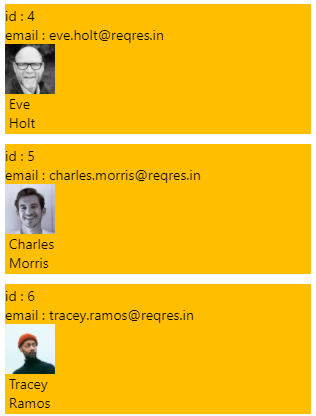 id : 4
email : eve.holt@reqres.in
Eve
Holt
id : 5
email : charles.morris@reqres.in
Charles
Morris
id : 6
email : tracey.ramos@reqres.in
Tracey
Ramos